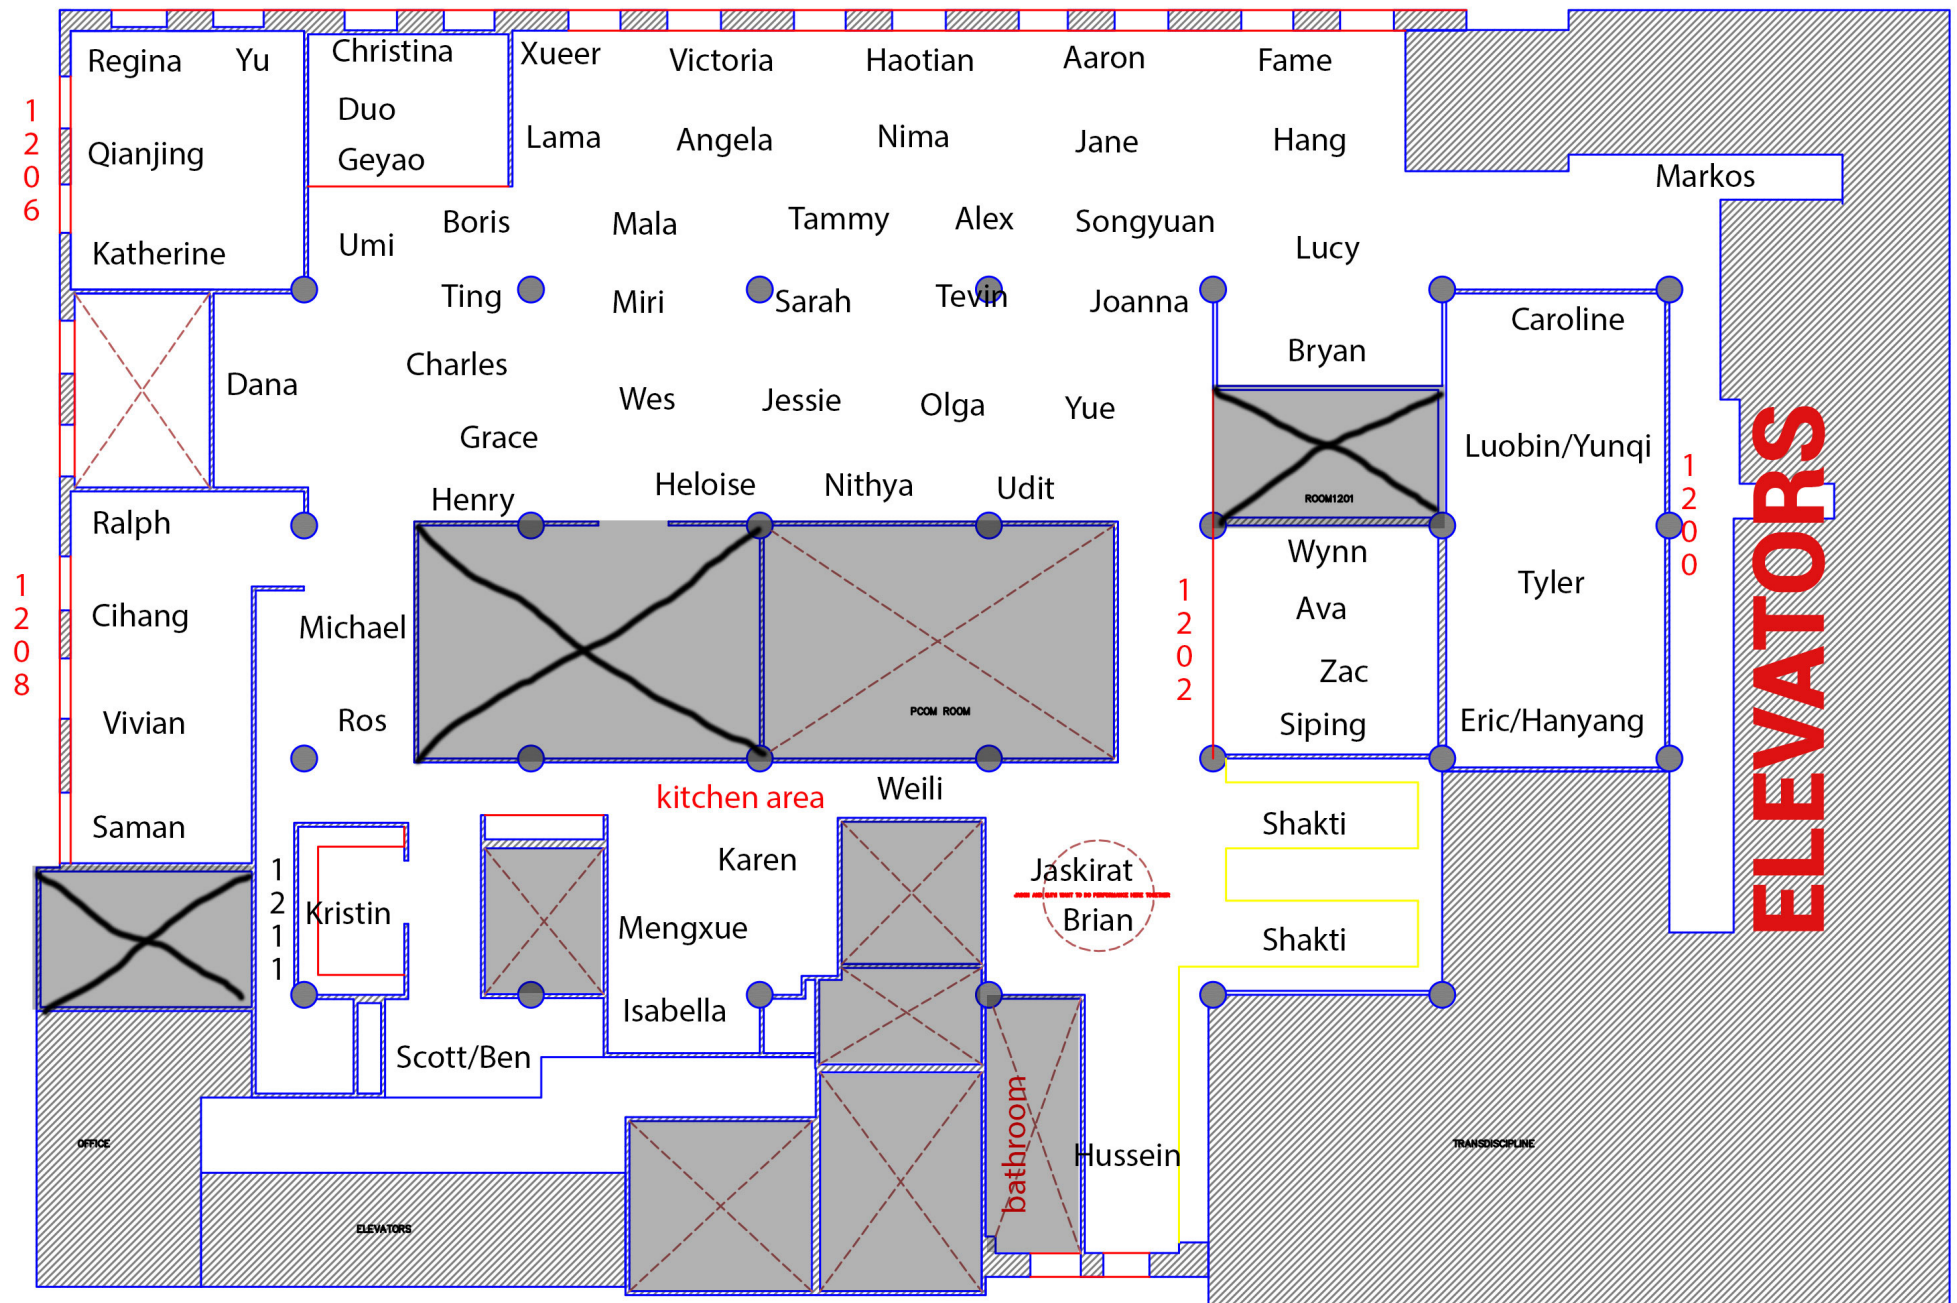 Regina Yu
Christina
Xueer Victoria Haotian Aaron Fame
Duo
Lama Angela Nima Jane Hang
Qianjing
Geyao
1206
Markos
Katherine
Umi
Boris Mala Tammy Alex Songyuan
Lucy
Ting Miri Sarah Tevin Joanna
Caroline
Bryan
Charles
Dana
Wes Jessie Olga Yue
Grace
Luobin/Yunqi
Henry Heloise Nithya Udit
ROOM1201
1200
ELEVATORS
Ralph
Wynn
Tyler
Cihang
Michael
Ava
1208
1202
Zac
Vivian
Ros
PCOM ROOM
Siping
Eric/Hanyang
kitchen area
Weili
Saman
Shakti
Karen
Jaskirat
1211
Kristin
Mengxue
Brian
Shakti
Isabella
Scott/Ben
bathroom
Hussein
OFFICE
TRANSDISCIPLINE
ELEVATORS